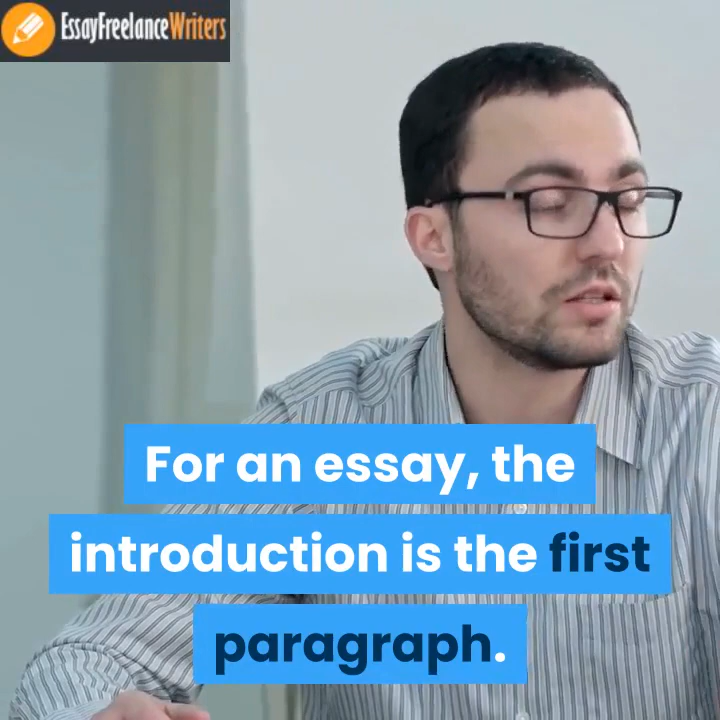 EssayFreelanceWriters
For an essay, the
introduction is the first
paragraph.